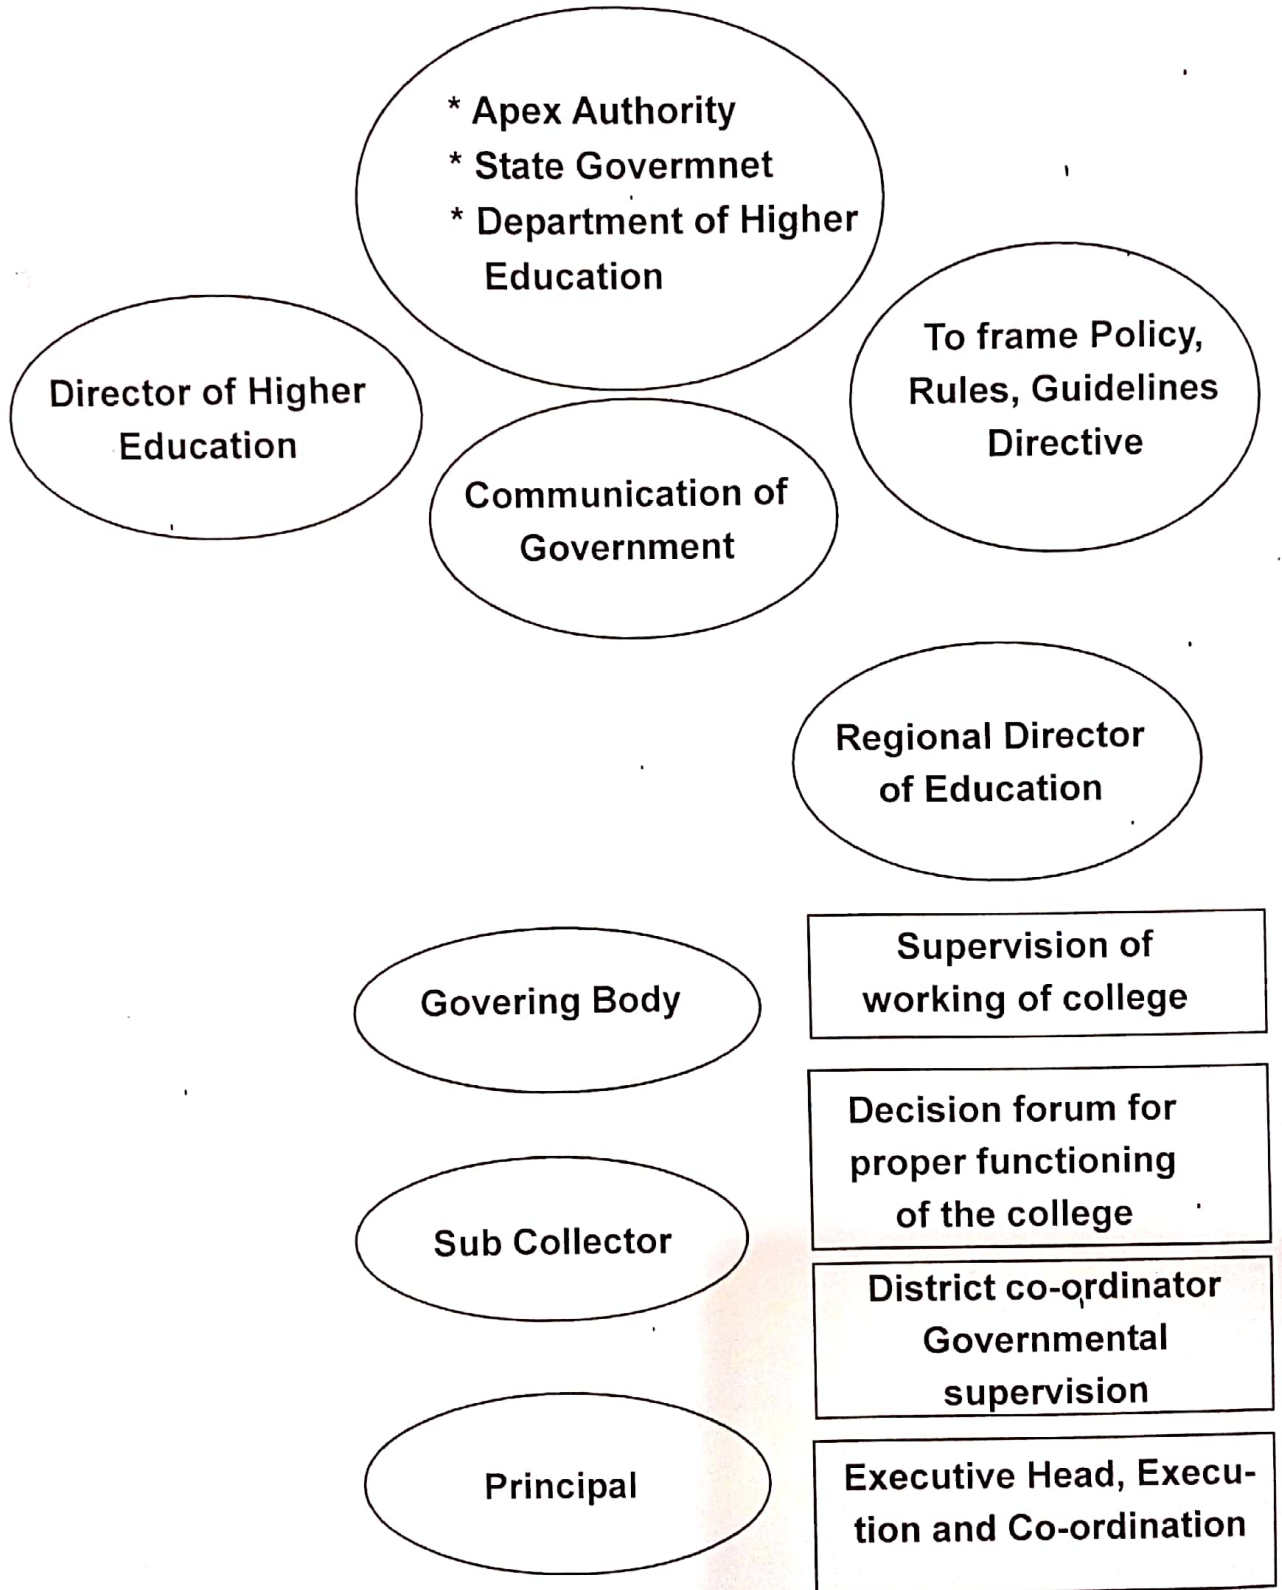 * Apex Authority
* State Govermnet
* Department of Higher
Education
Director of Higher
Education
To frame Policy,
Rules, Guidelines
Directive
Communication of
Government
Regional Director
of Education
Govering Body
Supervision of
working of college
Decision forum for
proper functioning
of the college
Sub Collector
District co-ordinator
Governmental
supervision
Principal
Executive Head, Execu-
tion and Co-ordination